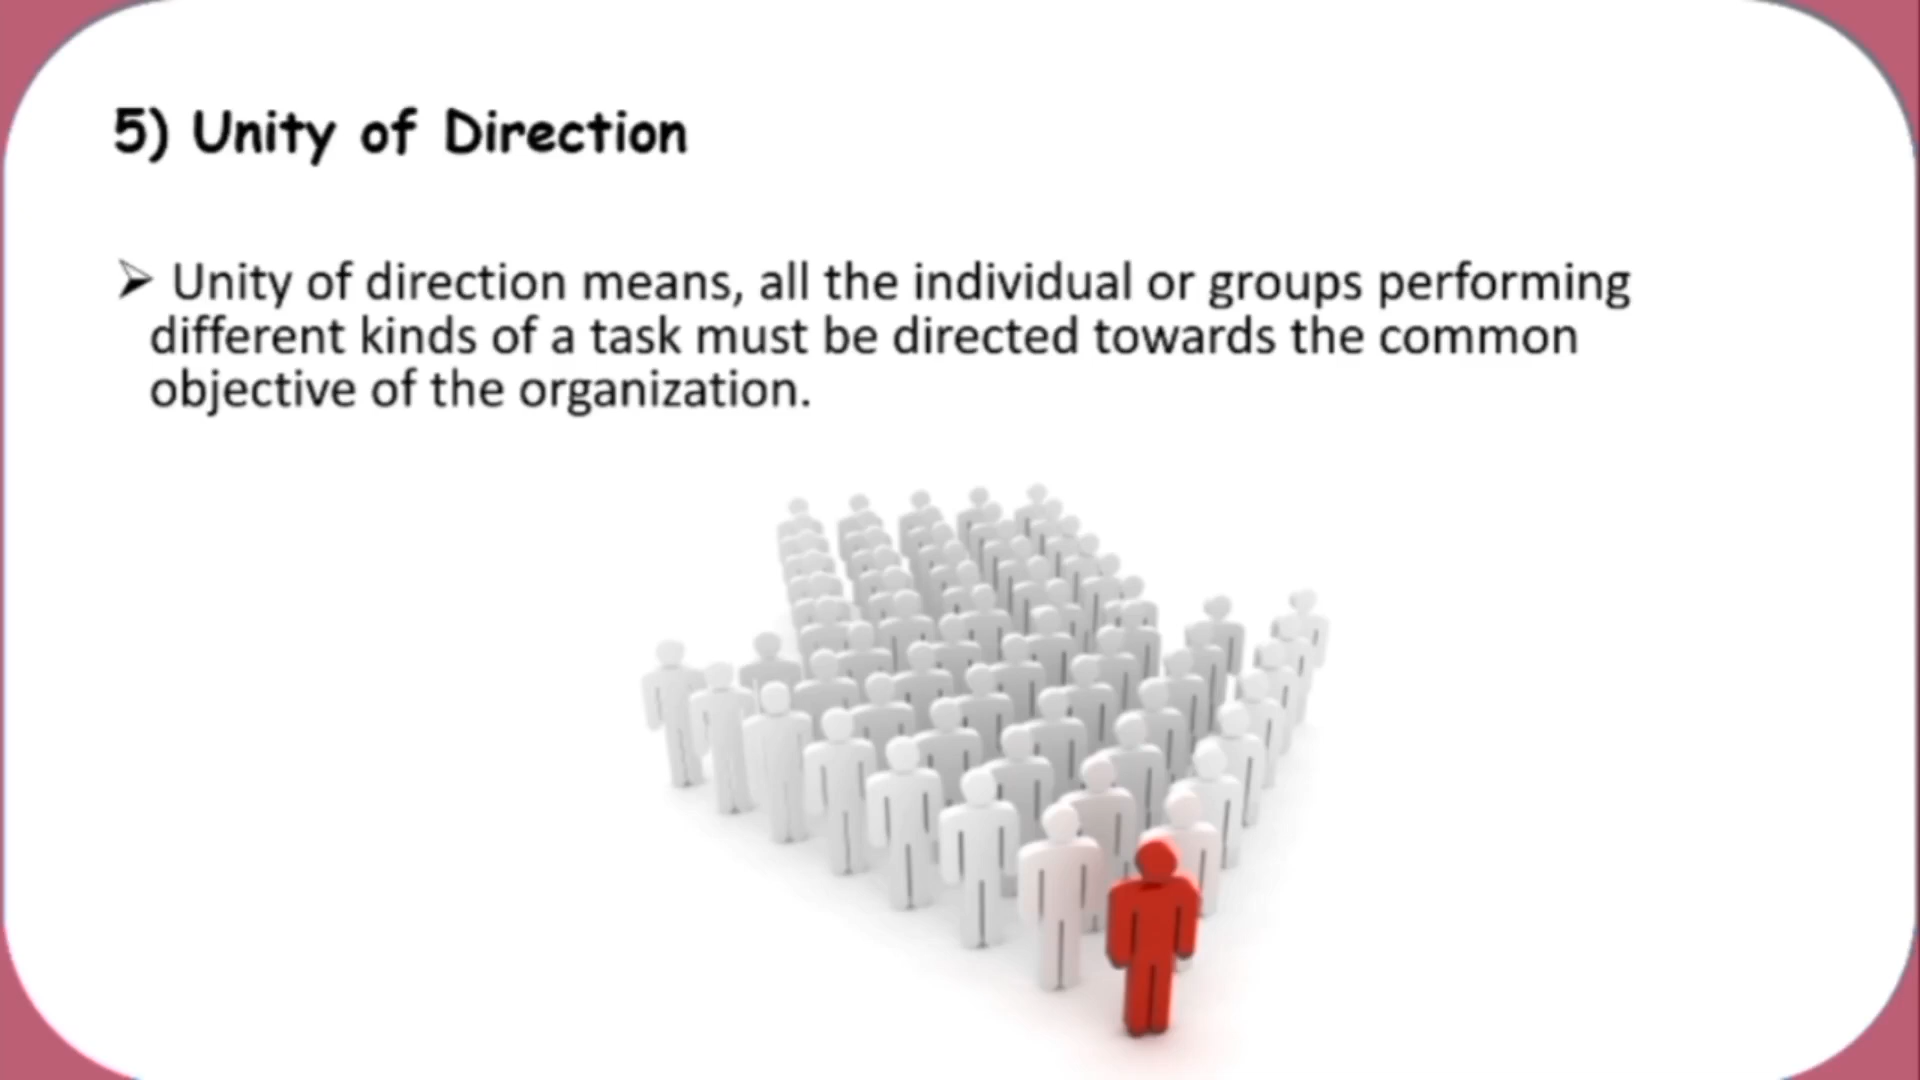 5) Unity of Direction
➢ Unity of direction means, all the individual or groups performing
different kinds of a task must be directed towards the common
objective of the organization.